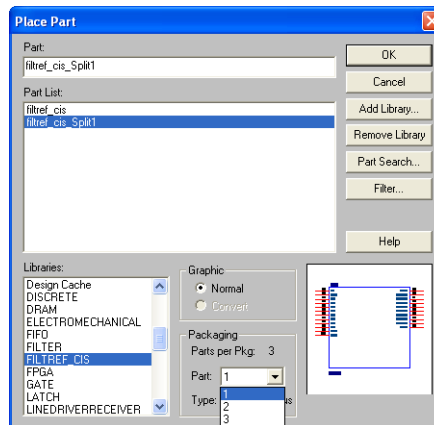 Place Part
Part:
filtref_cis_Split1
OK
Cancel
Part List:
filtref_cis
filtref_cis_Split1
Add Library...
Remove Library
Part Search...
Filter...
Help
Libraries:
Design Cache
DISCRETE
DRAM
ELECTROMECHANICAL
FIFO
FILTER
FILTREF_CIS
FPGA
GATE
LATCH
LINEDRIVERRECEIVER
Graphic
Normal
Convert
Packaging
Parts per Pkg: 3
Part: 1
Type:
1
2
3